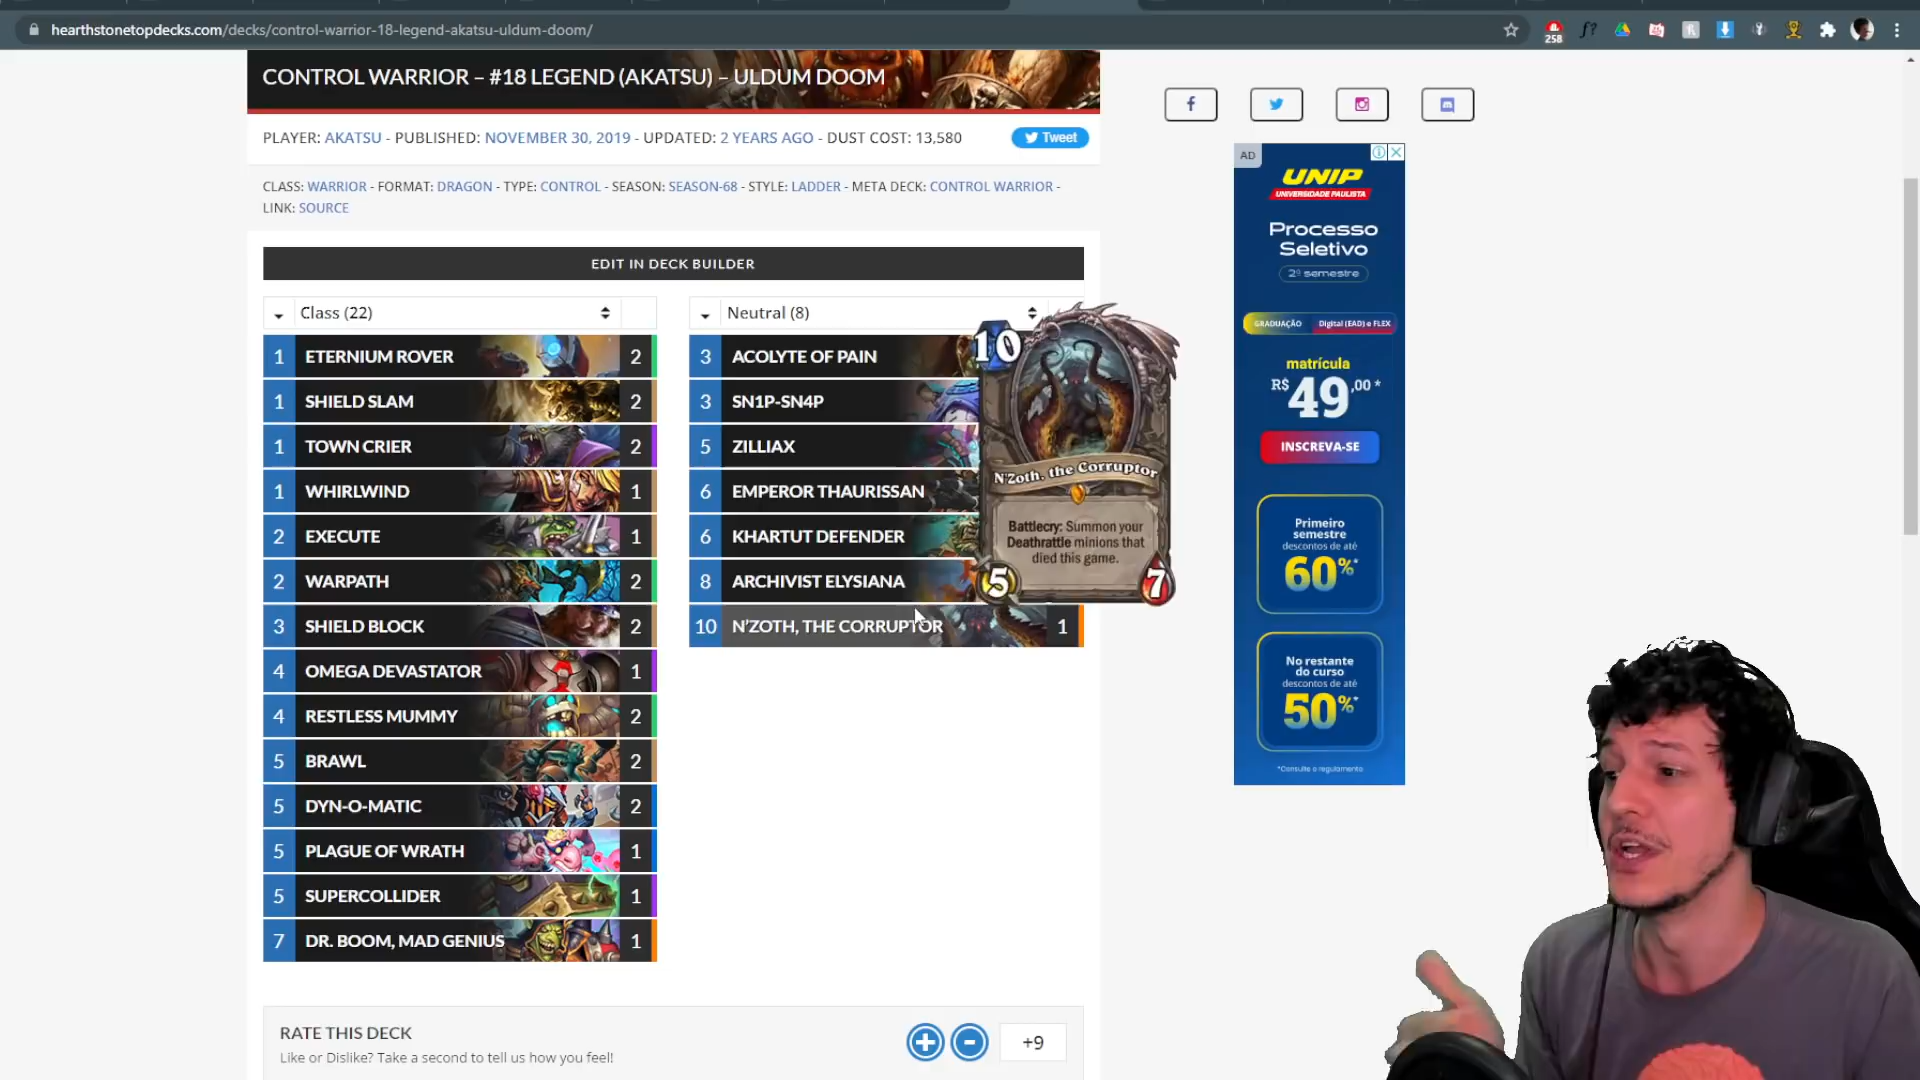 hearthstonetopdecks.com/decks/control-warrior-18-legend-akatsu-uldum-doom/
258
f?
CONTROL WARRIOR – #18 LEGEND (AKATSU) – ULDUM DOOM
PLAYER: AKATSU - PUBLISHED: NOVEMBER 30, 2019 - UPDATED: 2 YEARS AGO - DUST COST: 13,580
Tweet
CLASS: WARRIOR - FORMAT: DRAGON - TYPE: CONTROL - SEASON: SEASON-68 - STYLE: LADDER - META DECK: CONTROL WARRIOR -
LINK: SOURCE
EDIT IN DECK BUILDER
Class (22)
1 ETERNIUM ROVER 2
1 SHIELD SLAM 2
1 TOWN CRIER 2
1 WHIRLWIND 1
2 EXECUTE 1
2 WARPATH 2
3 SHIELD BLOCK 2
4 OMEGA DEVASTATOR 1
4 RESTLESS MUMMY 2
5 BRAWL 2
5 DYN-O-MATIC 2
5 PLAGUE OF WRATH 1
5 SUPERCOLLIDER 1
7 DR. BOOM, MAD GENIUS 1
Neutral (8)
3 ACOLYTE OF PAIN
3 SN1P-SN4P
5 ZILLIAX
6 EMPEROR THAURISSAN
6 KHARTUT DEFENDER
8 ARCHIVIST ELYSIANA
10 N'ZOTH, THE CORRUPTOR 1
10
N'Zoth, the Corruptor
Battlecry: Summon your
Deathrattle minions that
died this game.
5
7
AD
UNIP
UNIVERSIDADE PAULISTA
Processo
Seletivo
2º semestre
GRADUAÇÃO Digital (EAD) e FLEX
matrícula
R$ 49,00*
INSCREVA-SE
Primeiro
semestre
descontos de até
60%*
No restante
do curso
descontos de até
50%*
*Consulte o regulamento
RATE THIS DECK
Like or Dislike? Take a second to tell us how you feel!
+9